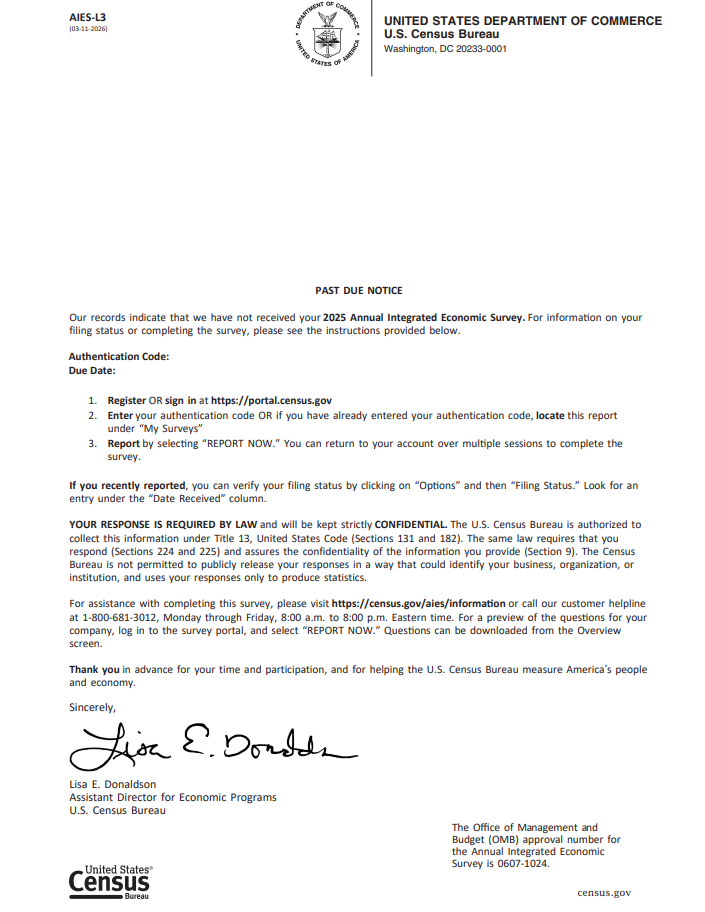 AIES-L3
(03-11-2026)
DEPARTMENT OF COMMERCE
UNITED STATES OF AMERICA
UNITED STATES DEPARTMENT OF COMMERCE
U.S. Census Bureau
Washington, DC 20233-0001
PAST DUE NOTICE
Our records indicate that we have not received your 2025 Annual Integrated Economic Survey. For information on your
filing status or completing the survey, please see the instructions provided below.
Authentication Code:
Due Date:
1. Register OR sign in at https://portal.census.gov
2. Enter your authentication code OR if you have already entered your authentication code, locate this report
under “My Surveys”
3. Report by selecting “REPORT NOW.” You can return to your account over multiple sessions to complete the
survey.
If you recently reported, you can verify your filing status by clicking on “Options” and then “Filing Status.” Look for an
entry under the “Date Received” column.
YOUR RESPONSE IS REQUIRED BY LAW and will be kept strictly CONFIDENTIAL. The U.S. Census Bureau is authorized to
collect this information under Title 13, United States Code (Sections 131 and 182). The same law requires that you
respond (Sections 224 and 225) and assures the confidentiality of the information you provide (Section 9). The Census
Bureau is not permitted to publicly release your responses in a way that could identify your business, organization, or
institution, and uses your responses only to produce statistics.
For assistance with completing this survey, please visit https://census.gov/aies/information or call our customer helpline
at 1-800-681-3012, Monday through Friday, 8:00 a.m. to 8:00 p.m. Eastern time. For a preview of the questions for your
company, log in to the survey portal, and select “REPORT NOW.” Questions can be downloaded from the Overview
screen.
Thank you in advance for your time and participation, and for helping the U.S. Census Bureau measure America's people
and economy.
Sincerely,
Lisa E. Donaldson
Lisa E. Donaldson
Assistant Director for Economic Programs
U.S. Census Bureau
The Office of Management and
Budget (OMB) approval number for
the Annual Integrated Economic
Survey is 0607-1024.
United States®
Census
Bureau
census.gov